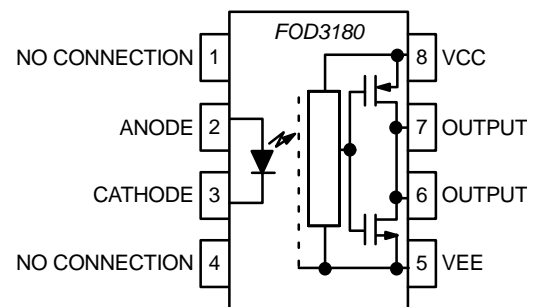 FOD3180
NO CONNECTION 1
8 VCC
ANODE 2
7 OUTPUT
CATHODE 3
6 OUTPUT
NO CONNECTION 4
5 VEE